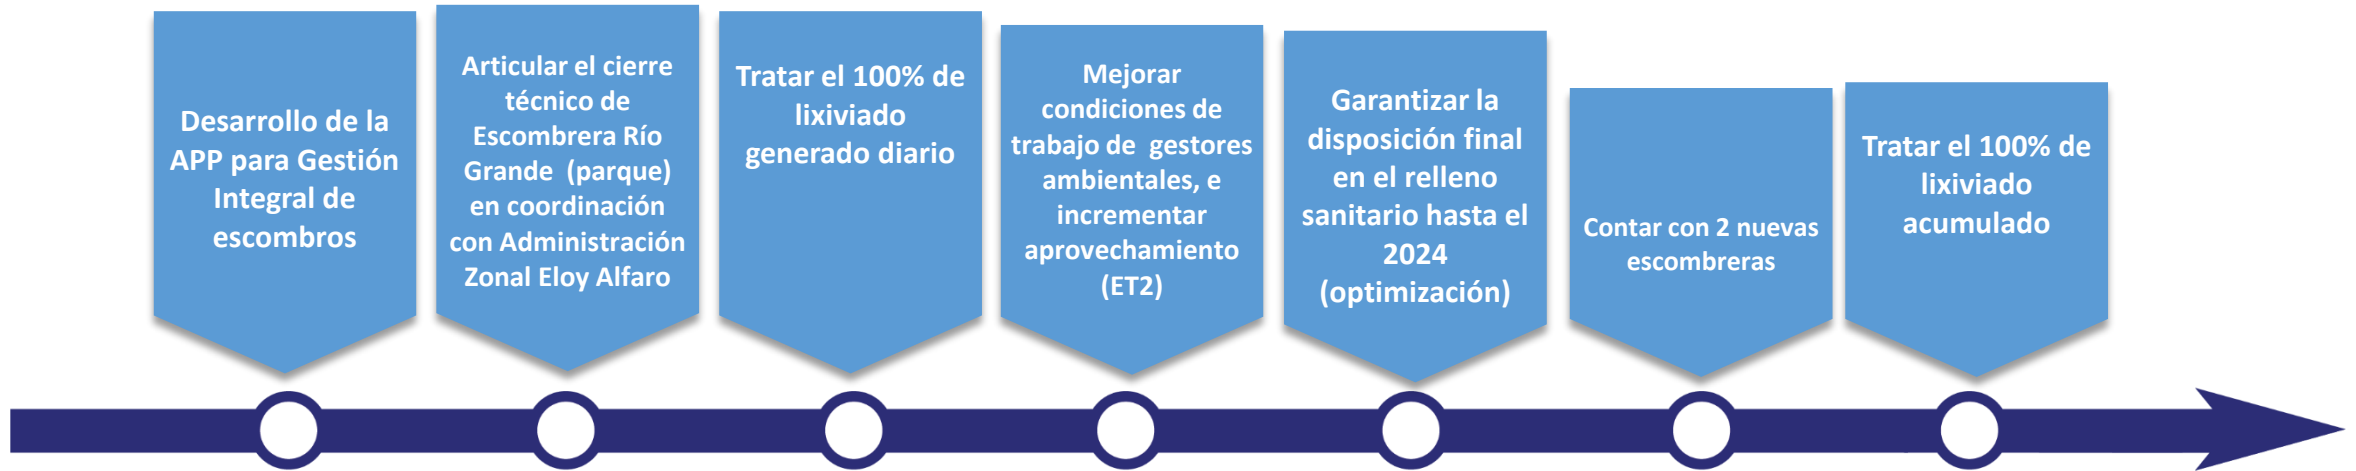 Desarrollo de la
APP para Gestión
Integral de
escombros
Articular el cierre
técnico de
Escombrera Río
Grande (parque)
en coordinación
con Administración
Zonal Eloy Alfaro
Tratar el 100% de
lixiviado
generado diario
Mejorar
condiciones de
trabajo de gestores
ambientales, e
incrementar
aprovechamiento
(ET2)
Garantizar la
disposición final
en el relleno
sanitario hasta el
2024
(optimización)
Contar con 2 nuevas
escombreras
Tratar el 100% de
lixiviado
acumulado